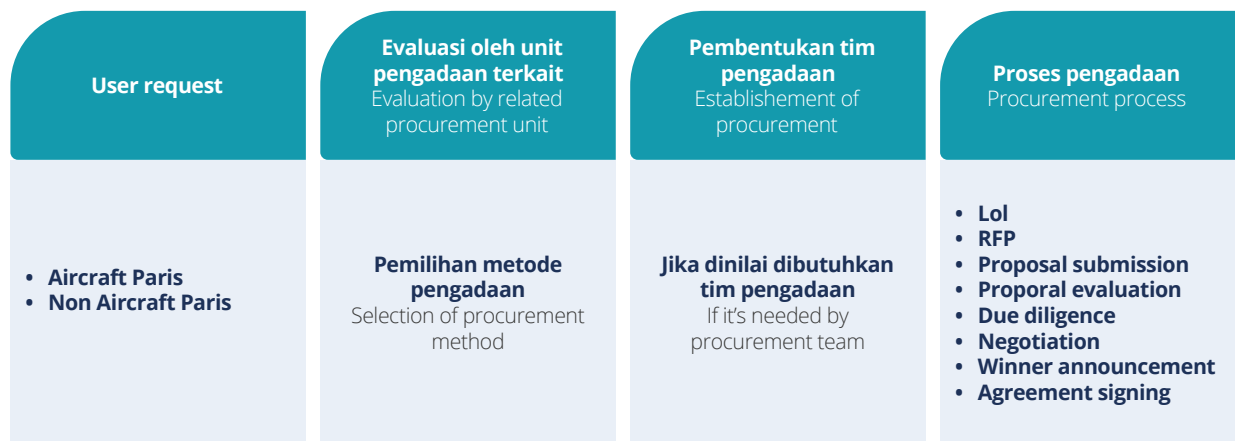 User request
Evaluasi oleh unit
pengadaan terkait
Evaluation by related
procurement unit
Pembentukan tim
pengadaan
Establishement of
procurement
Proses pengadaan
Procurement process
• Aircraft Paris
• Non Aircraft Paris
Pemilihan metode
pengadaan
Selection of procurement
method
Jika dinilai dibutuhkan
tim pengadaan
If it's needed by
procurement team
• LoI
• RFP
• Proposal submission
• Proporal evaluation
• Due diligence
• Negotiation
• Winner announcement
• Agreement signing